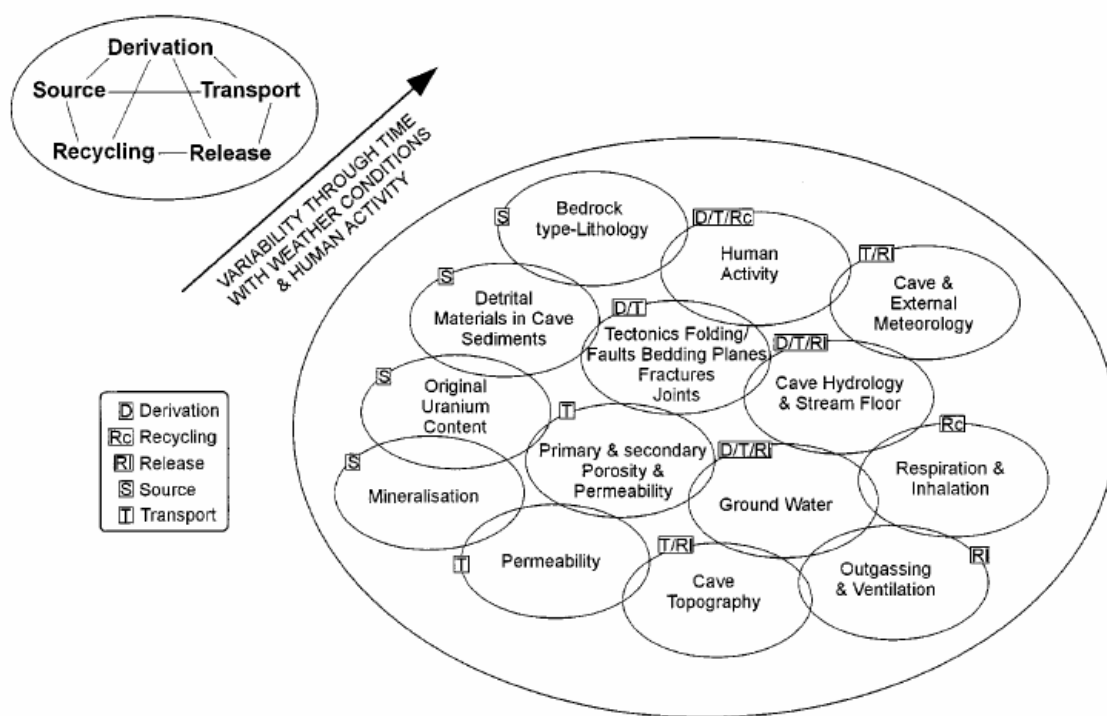 Derivation
Source
Transport
Recycling
Release
VARIABILITY THROUGH TIME
WITH WEATHER CONDITIONS
& HUMAN ACTIVITY
S
Bedrock
type-Lithology
D/T/Rc
Human
Activity
T/Rl
Cave &
External
Meteorology
S
Detrital
Materials in Cave
Sediments
D/T
Tectonics Folding/
Faults Bedding Planes
Fractures
Joints
D/T/Rl
Cave Hydrology
& Stream Floor
S
Original
Uranium
Content
T
Primary & secondary
Porosity &
Permeability
D/T/Rl
Ground Water
Rc
Respiration &
Inhalation
S
Mineralisation
T
Permeability
T/Rl
Cave
Topography
Rl
Outgassing
& Ventilation
D Derivation
Rc Recycling
Rl Release
S Source
T Transport